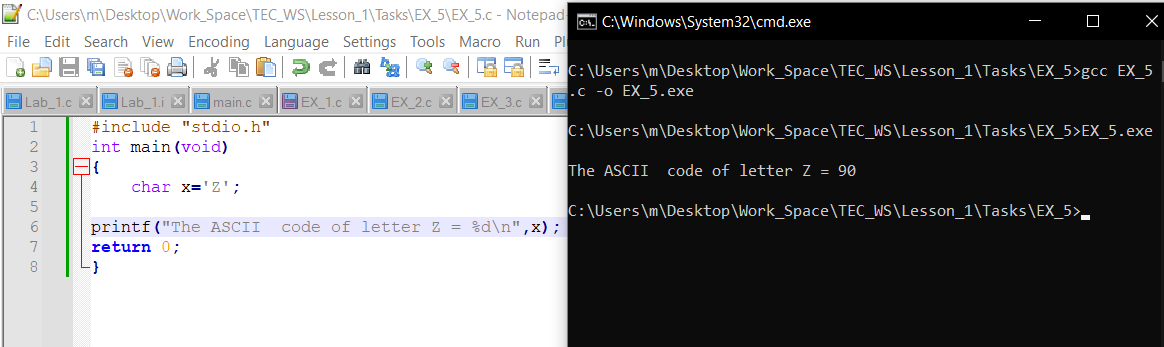 C:\Users\m\Desktop\Work_Space\TEC_WS\Lesson_1\Tasks\EX_5\EX_5.c - Notepad
File Edit Search View Encoding Language Settings Tools Macro Run Pl
Lab_1.c Lab_1.i main.c EX_1.c EX_2.c EX_3.c
1 #include "stdio.h"
2 int main(void)
3 {
4 char x='Z';
5
6 printf("The ASCII  code of letter Z = %d\n",x);
7 return 0;
8 }
C:\Windows\System32\cmd.exe
C:\Users\m\Desktop\Work_Space\TEC_WS\Lesson_1\Tasks\EX_5>gcc EX_5
.c -o EX_5.exe
C:\Users\m\Desktop\Work_Space\TEC_WS\Lesson_1\Tasks\EX_5>EX_5.exe
The ASCII  code of letter Z = 90
C:\Users\m\Desktop\Work_Space\TEC_WS\Lesson_1\Tasks\EX_5>